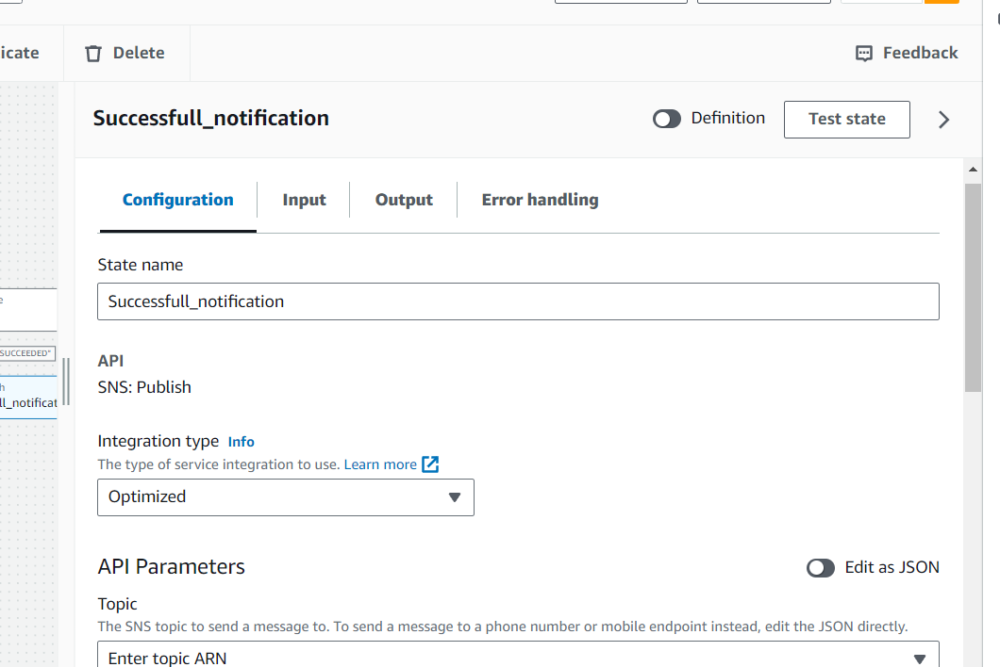 icate
Delete
Feedback
Successfull_notification
Definition
Test state
Configuration
Input
Output
Error handling
State name
Successfull_notification
e
SUCCEEDED"
h
ll_notificat
API
SNS: Publish
Integration type Info
The type of service integration to use. Learn more
Optimized
API Parameters
Edit as JSON
Topic
The SNS topic to send a message to. To send a message to a phone number or mobile endpoint instead, edit the JSON directly.
Enter topic ARN